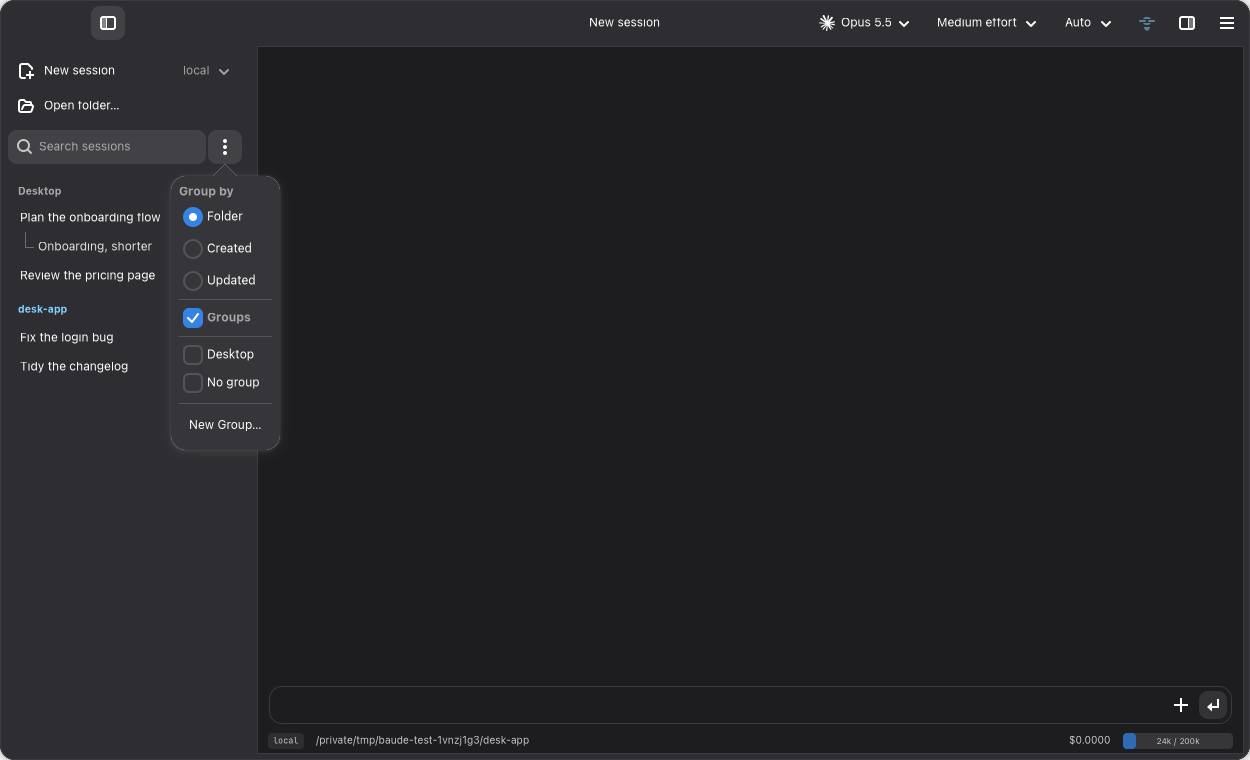 New session
Opus 5.5
Medium effort
Auto
New session
local
Open folder...
Search sessions
Desktop
Plan the onboarding flow
Onboarding, shorter
Review the pricing page
desk-app
Fix the login bug
Tidy the changelog
Group by
Folder
Created
Updated
Groups
Desktop
No group
New Group...
local
/private/tmp/baude-test-1vnzj1g3/desk-app
$0.0000
24k / 200k